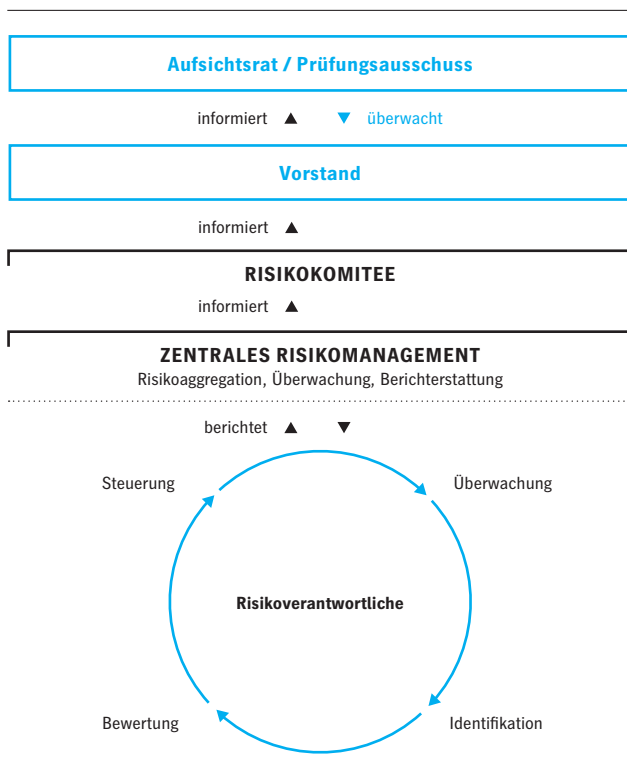 Aufsichtsrat / Prüfungsausschuss
informiert ▲ ▼ überwacht
Vorstand
informiert ▲
RISIKOKOMITEE
informiert ▲
ZENTRALES RISIKOMANAGEMENT
Risikoaggregation, Überwachung, Berichterstattung
berichtet ▲ ▼
Steuerung
Überwachung
Risikoverantwortliche
Bewertung
Identifikation